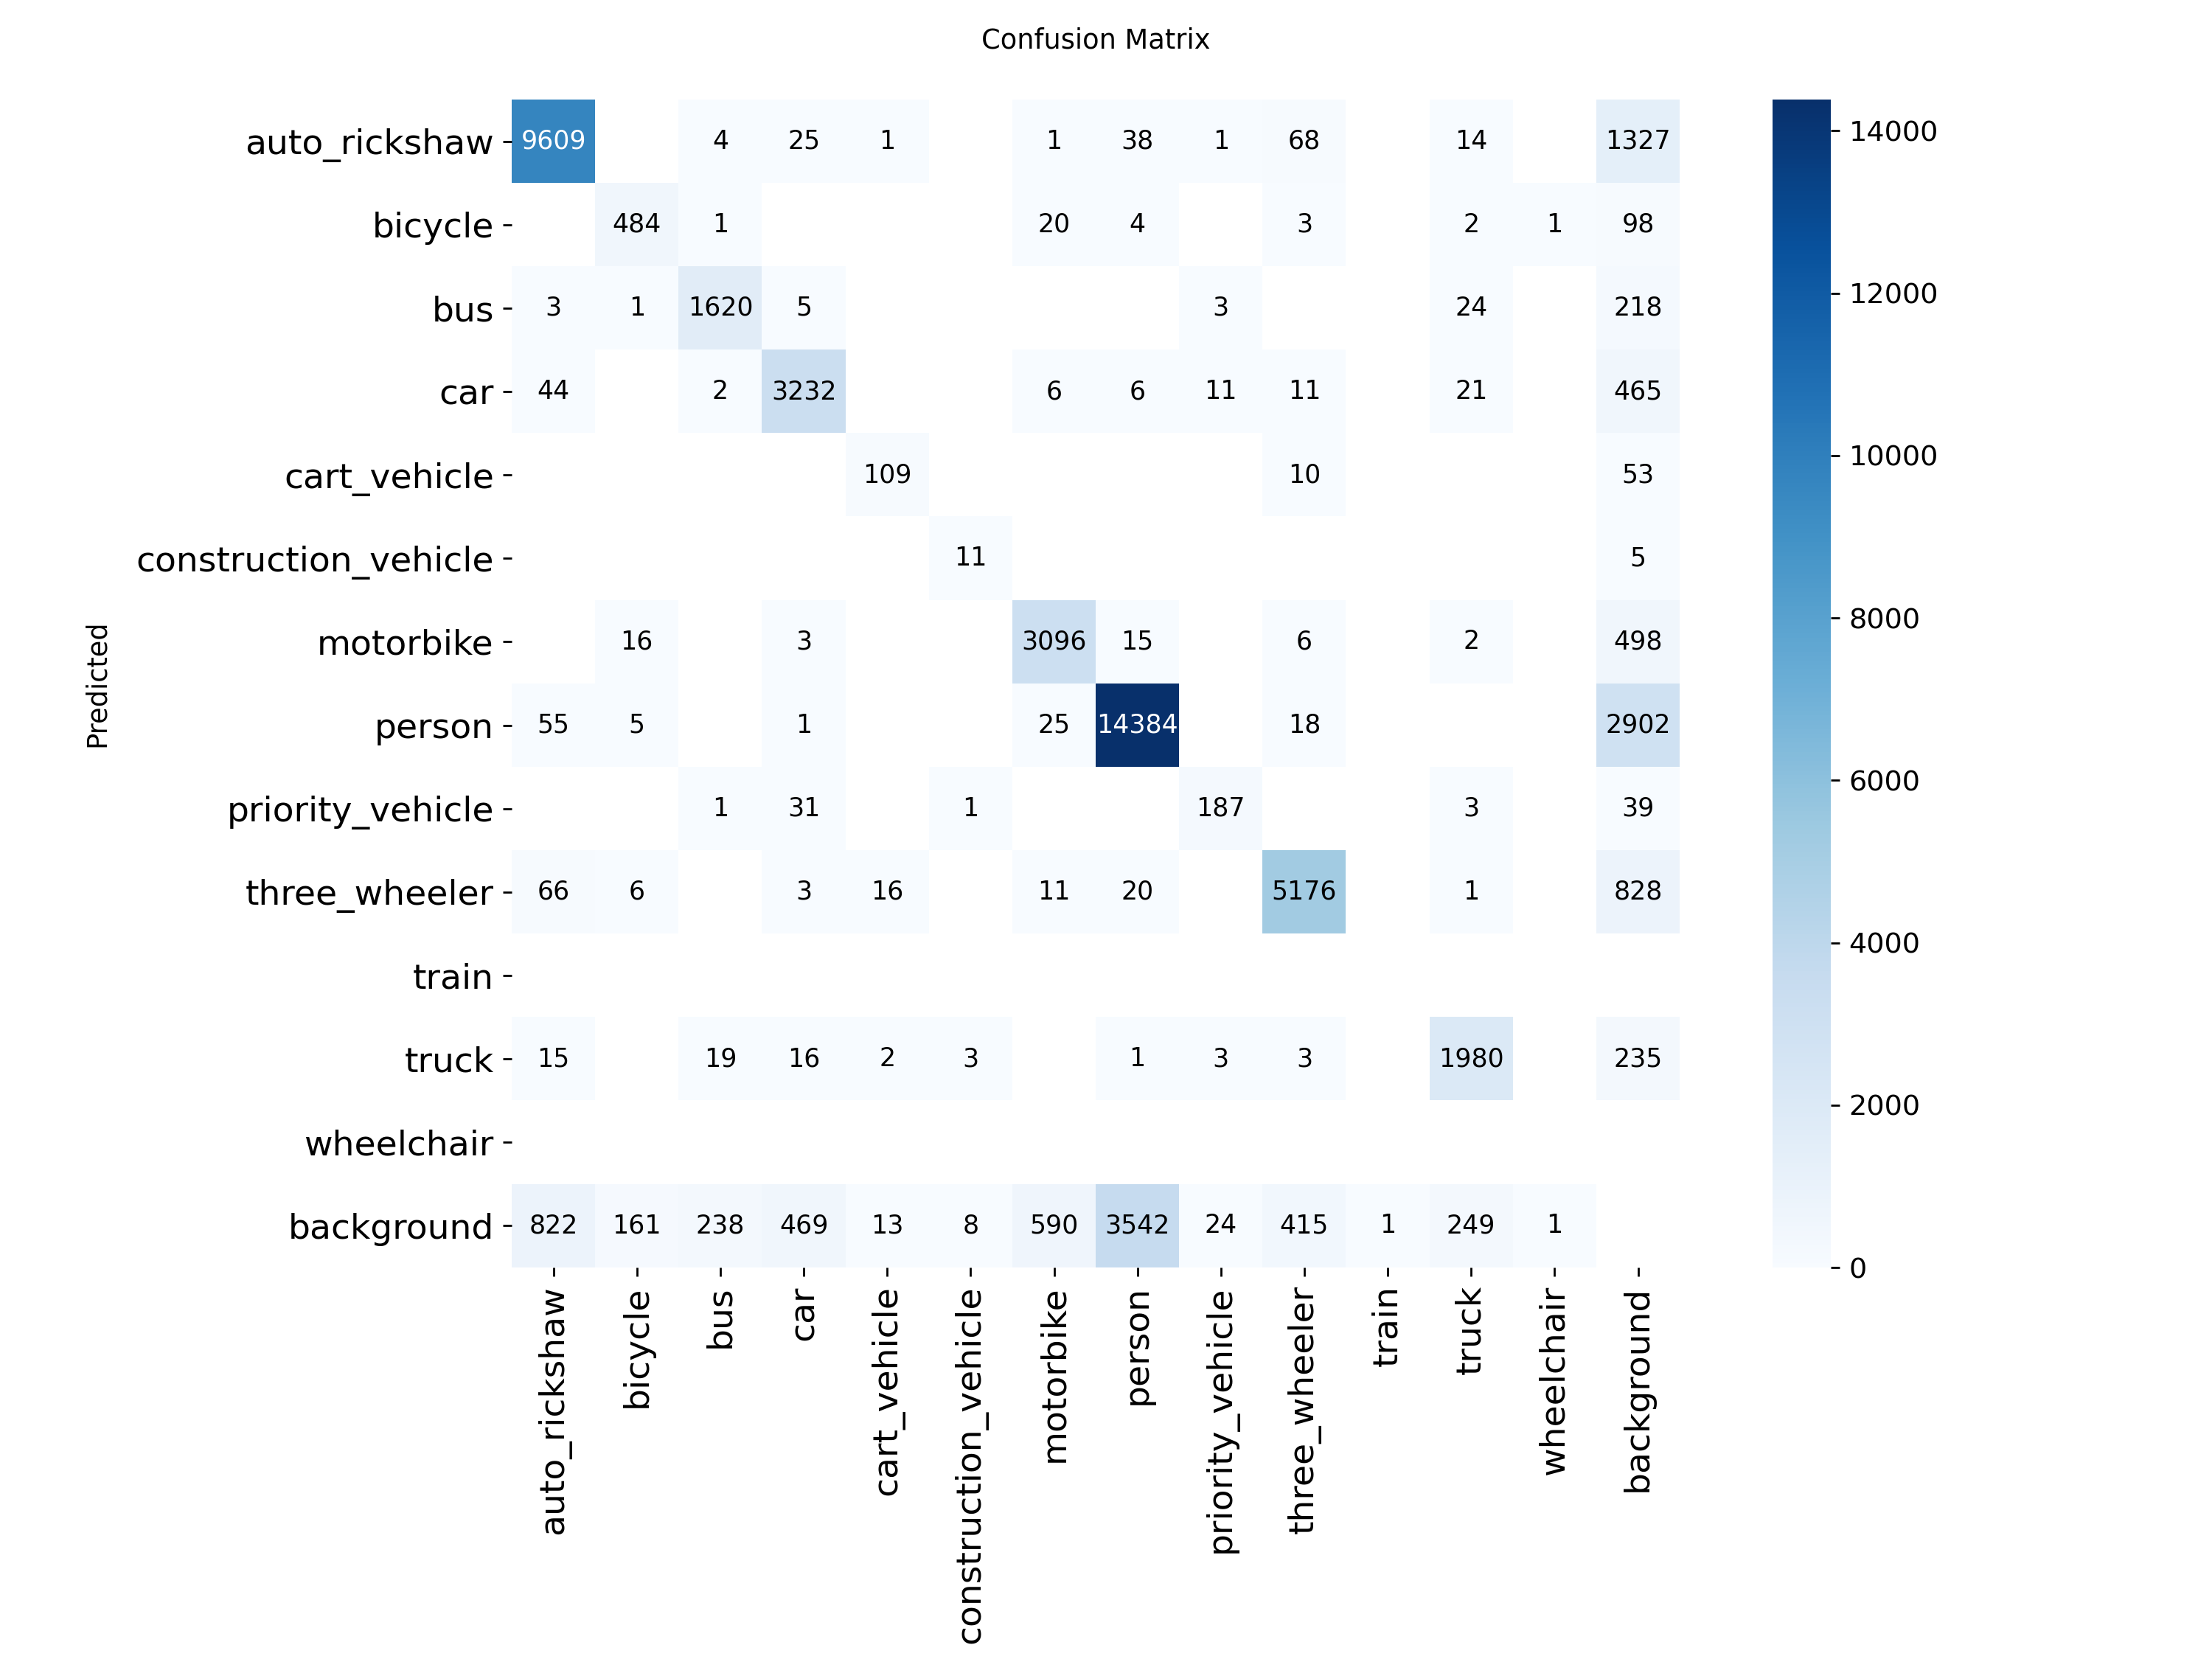 Confusion Matrix
auto_rickshaw 9609 4 25 1 1 38 1 68 14 1327
bicycle 484 1 20 4 3 2 1 98
bus 3 1 1620 5 3 24 218
car 44 2 3232 6 6 11 11 21 465
cart_vehicle 109 10 53
construction_vehicle 11 5
motorbike 16 3 3096 15 6 2 498
person 55 5 1 25 14384 18 2902
priority_vehicle 1 31 1 187 3 39
three_wheeler 66 6 3 16 11 20 5176 1 828
train
truck 15 19 16 2 3 1 3 3 1980 235
wheelchair
background 822 161 238 469 13 8 590 3542 24 415 1 249 1
Predicted
auto_rickshaw
bicycle
bus
car
cart_vehicle
construction_vehicle
motorbike
person
priority_vehicle
three_wheeler
train
truck
wheelchair
background
14000
12000
10000
8000
6000
4000
2000
0